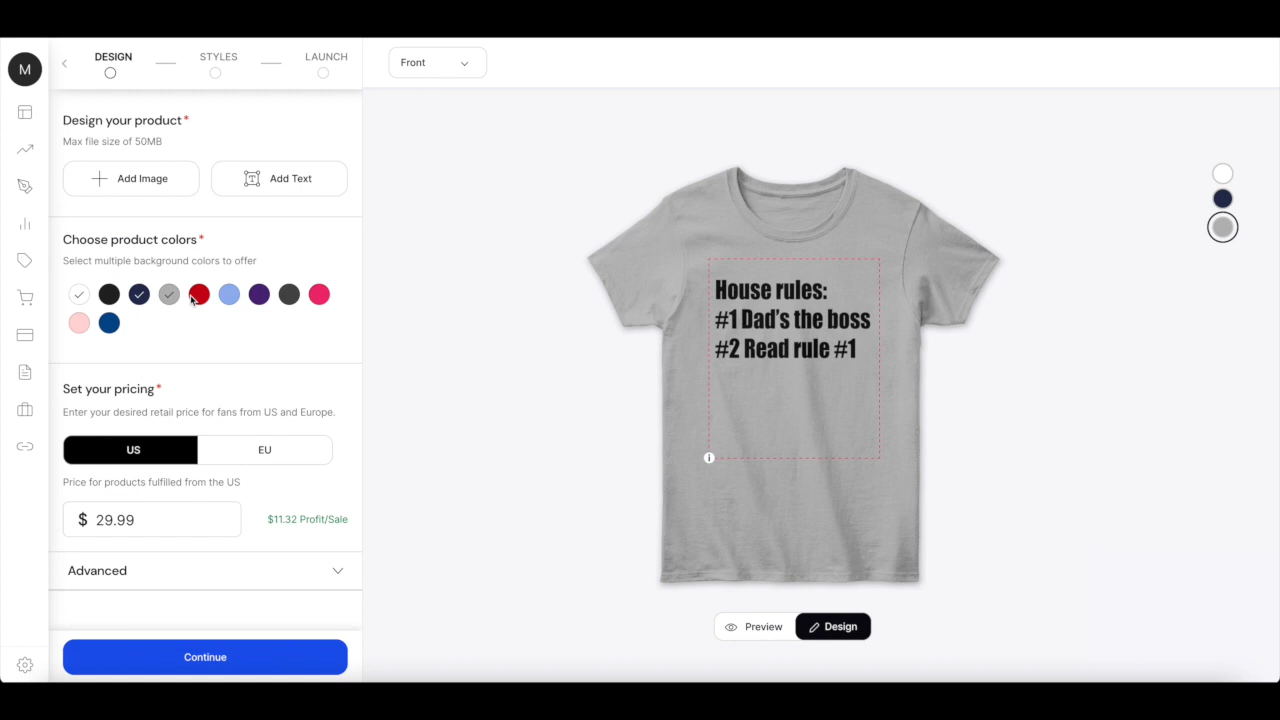 M
DESIGN
STYLES
LAUNCH
Front
Design your product*
Max file size of 50MB
Add Image
Add Text
Choose product colors*
Select multiple background colors to offer
Set your pricing*
Enter your desired retail price for fans from US and Europe.
US
EU
Price for products fulfilled from the US
$ 29.99
$11.32 Profit/Sale
Advanced
Continue
House rules:
#1 Dad's the boss
#2 Read rule #1
i
Preview
Design